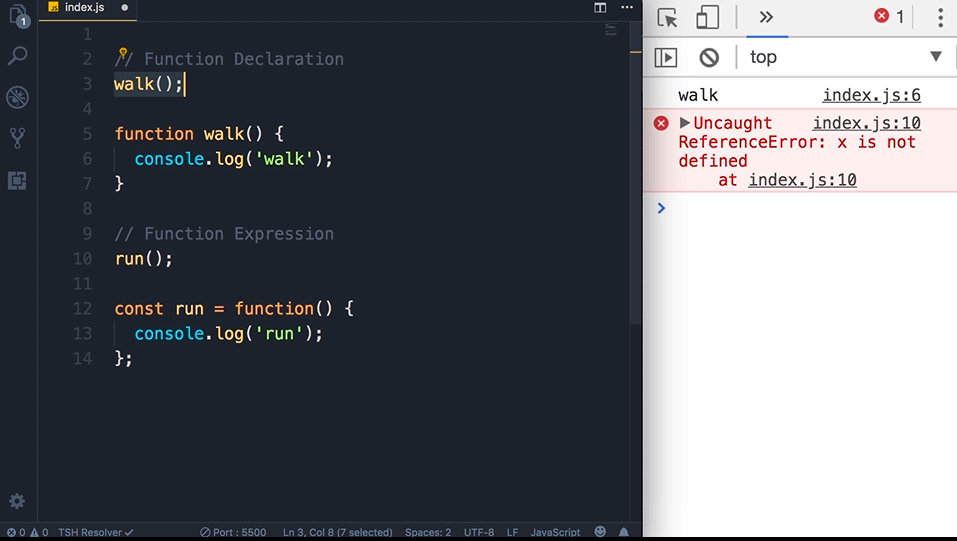 index.js
1
1
2 // Function Declaration
3 walk();
4
5 function walk() {
6 console.log('walk');
7 }
8
9 // Function Expression
10 run();
11
12 const run = function() {
13 console.log('run');
14 };
0 0 TSH Resolver Port : 5500 Ln 3, Col 8 (7 selected) Spaces: 2 UTF-8 LF JavaScript
1
top
walk index.js:6
Uncaught index.js:10
ReferenceError: x is not
defined
at index.js:10